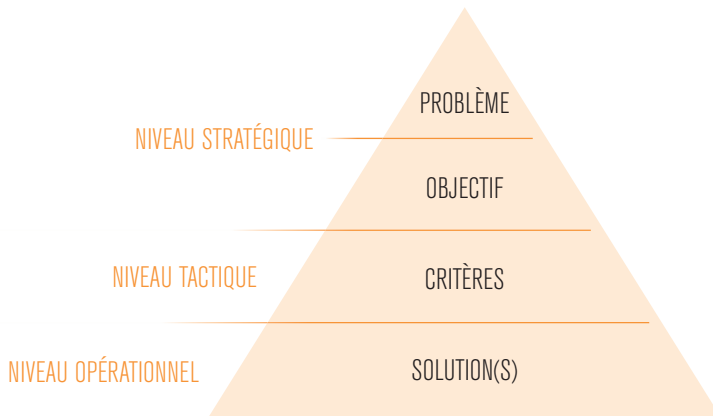 PROBLÈME
NIVEAU STRATÉGIQUE
OBJECTIF
NIVEAU TACTIQUE
CRITÈRES
NIVEAU OPÉRATIONNEL
SOLUTION(S)